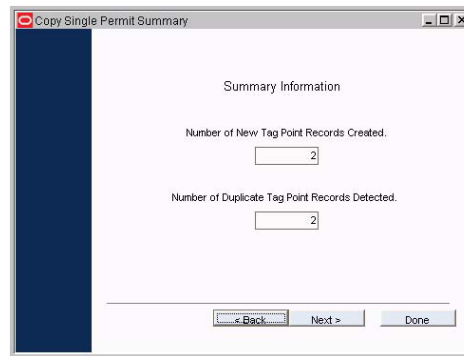 Copy Single Permit Summary
Summary Information
Number of New Tag Point Records Created.
2
Number of Duplicate Tag Point Records Detected.
2
< Back Next > Done